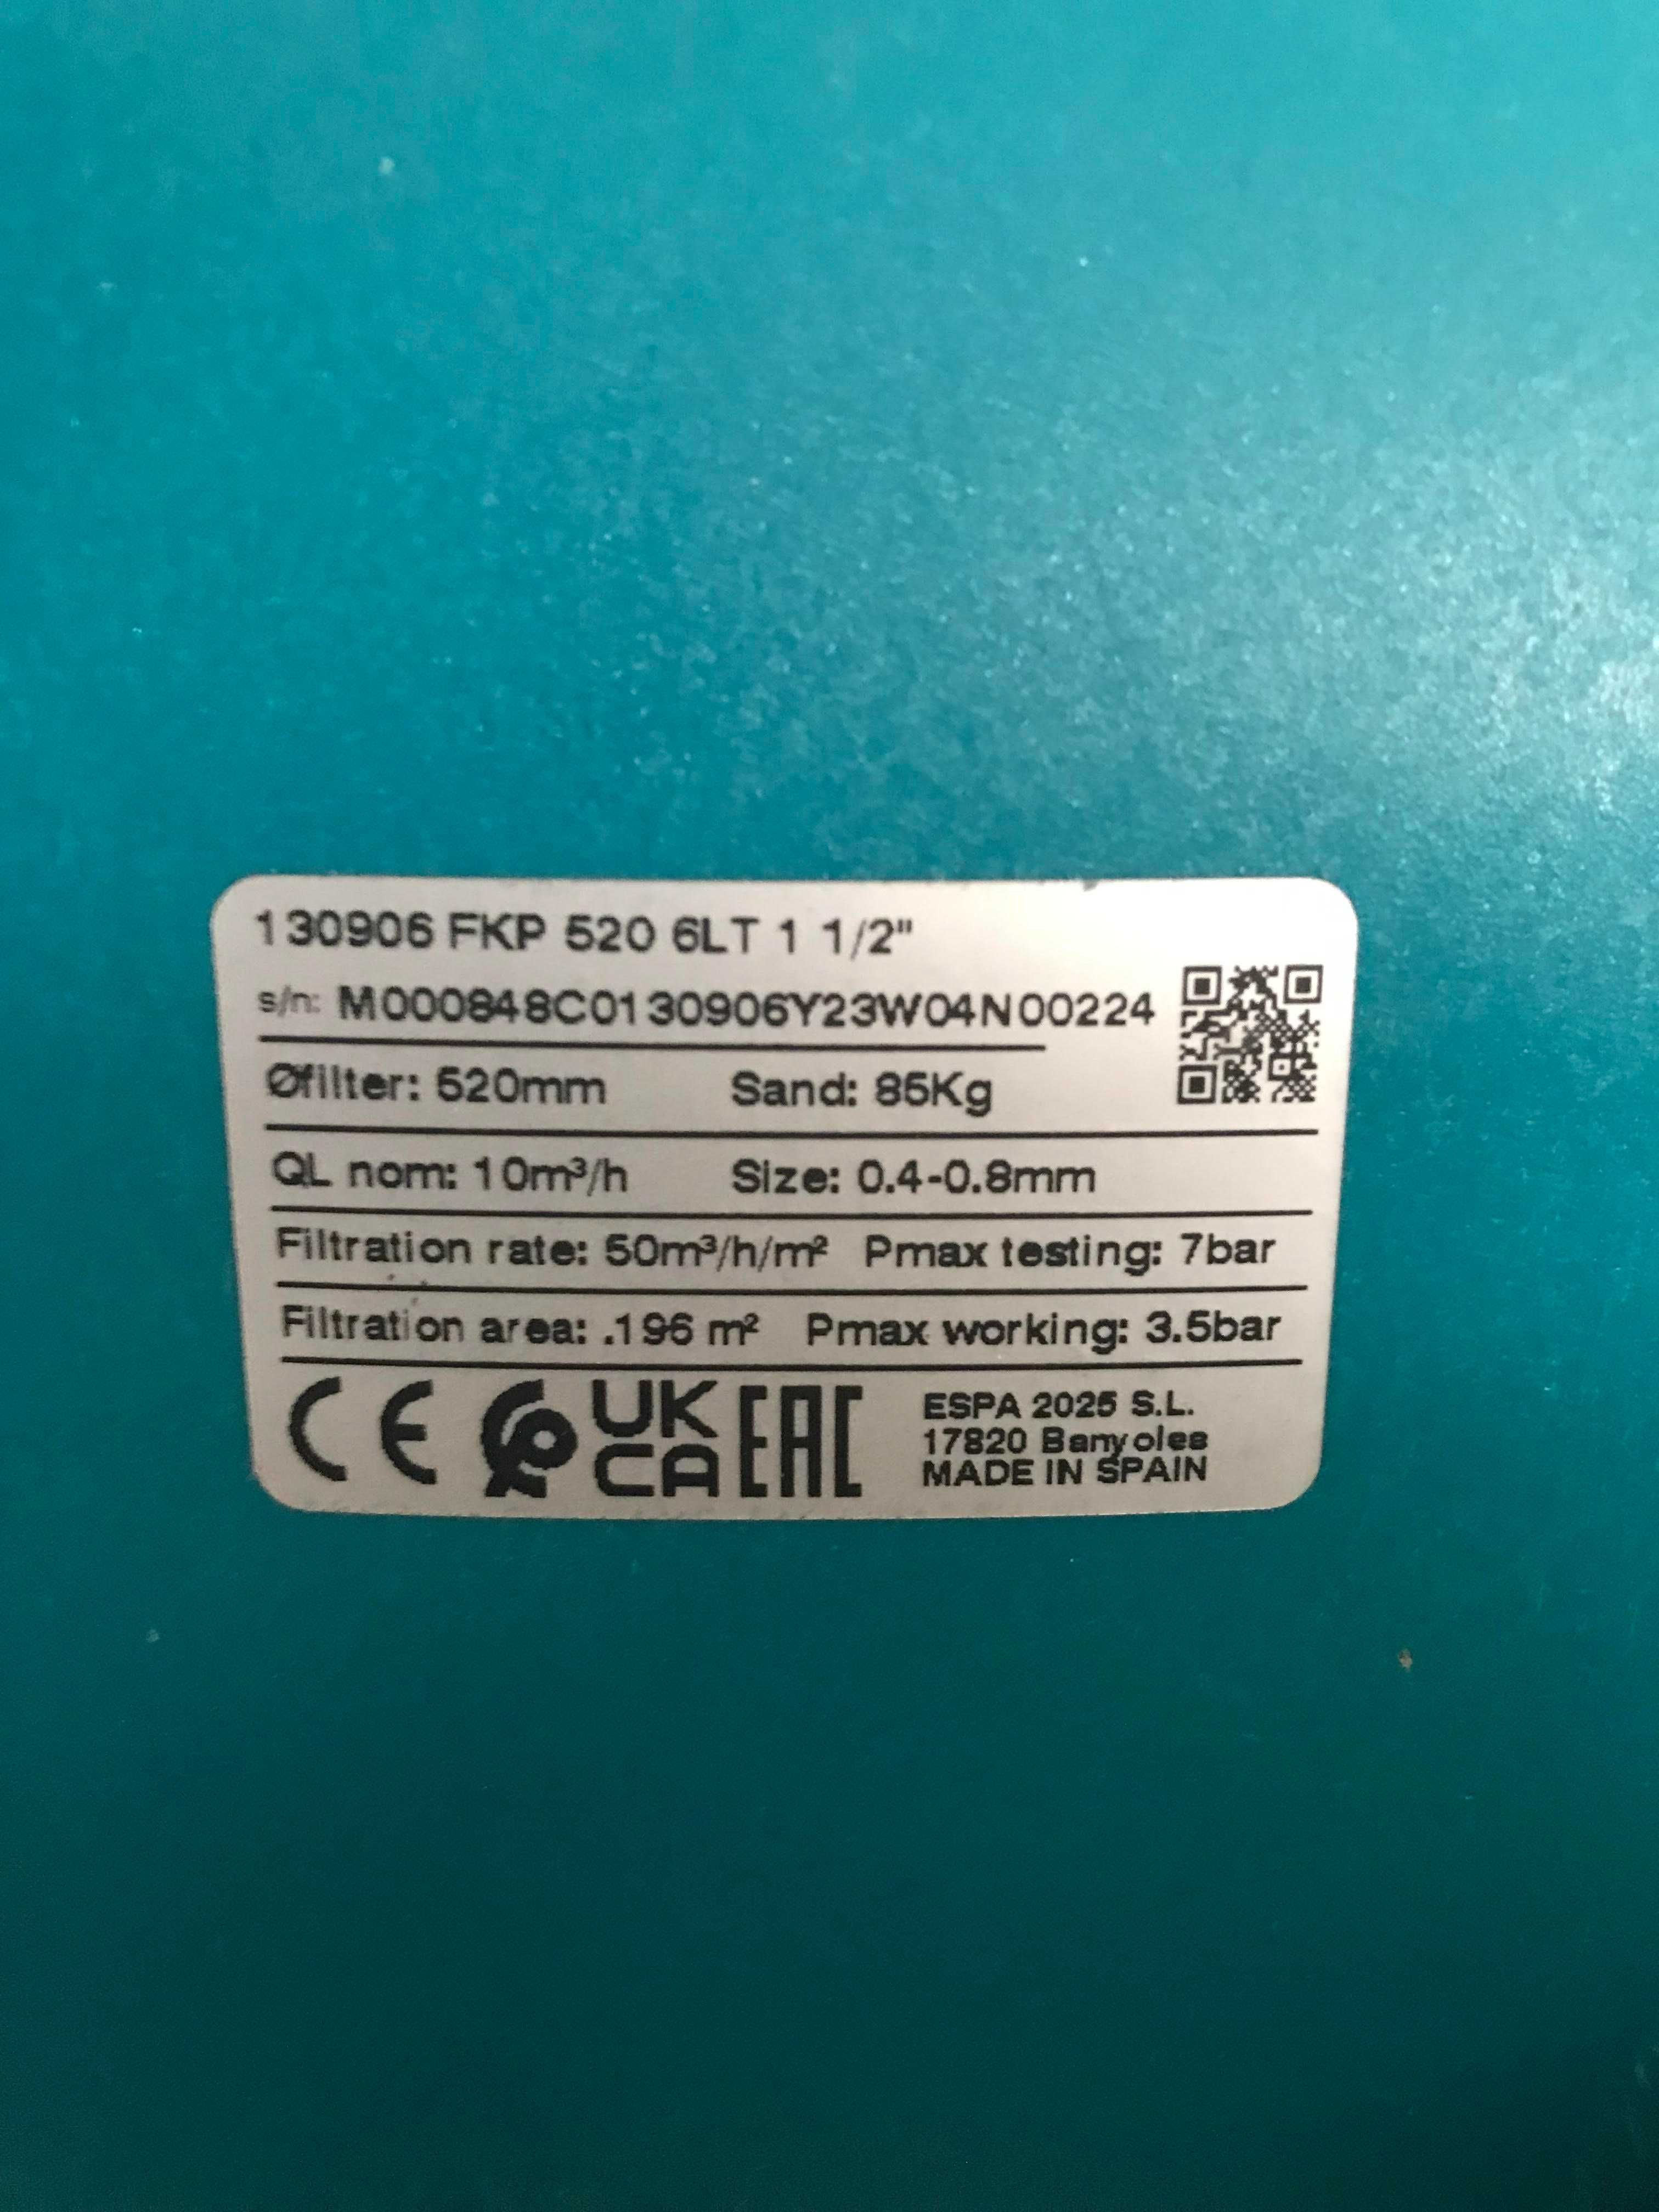 130906 FKP 520 6LT 1 1/2"
s/n: M000848C0130906Y23W04N00224
Øfilter: 520mm Sand: 85Kg
QL nom: 10m³/h Size: 0.4-0.8mm
Filtration rate: 50m³/h/m² Pmax testing: 7bar
Filtration area: .196 m² Pmax working: 3.5bar
CE UK CA EAC
ESPA 2025 S.L.
17820 Banyoles
MADE IN SPAIN